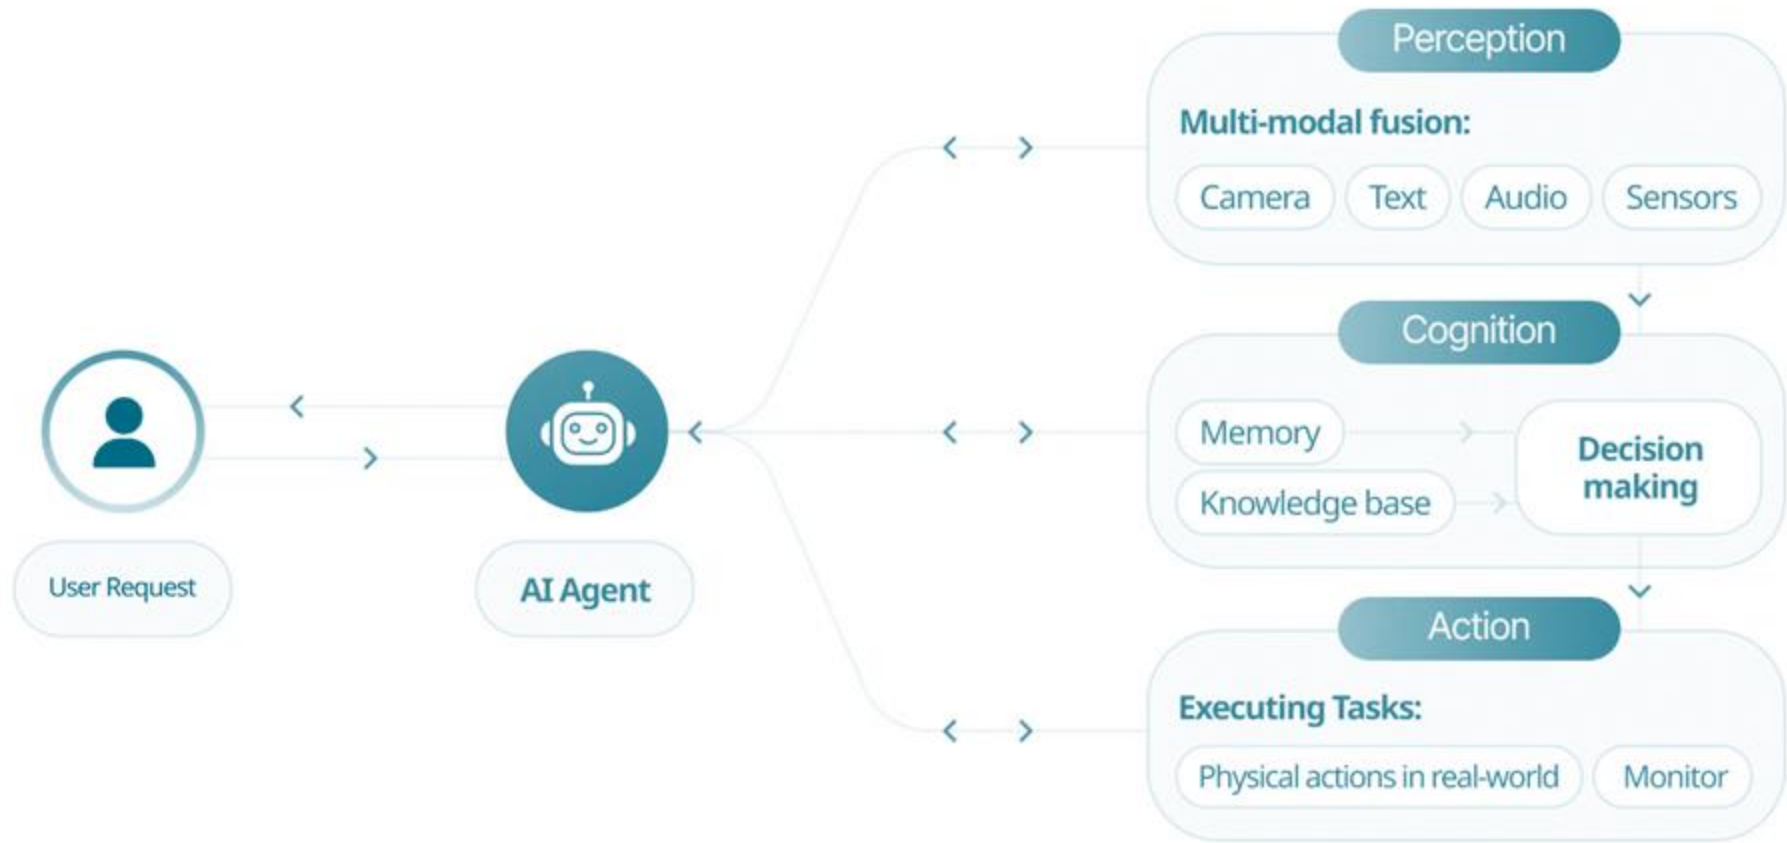 Perception
Multi-modal fusion:
Camera
Text
Audio
Sensors
Cognition
Memory
Knowledge base
Decision
making
User Request
AI Agent
Action
Executing Tasks:
Physical actions in real-world
Monitor